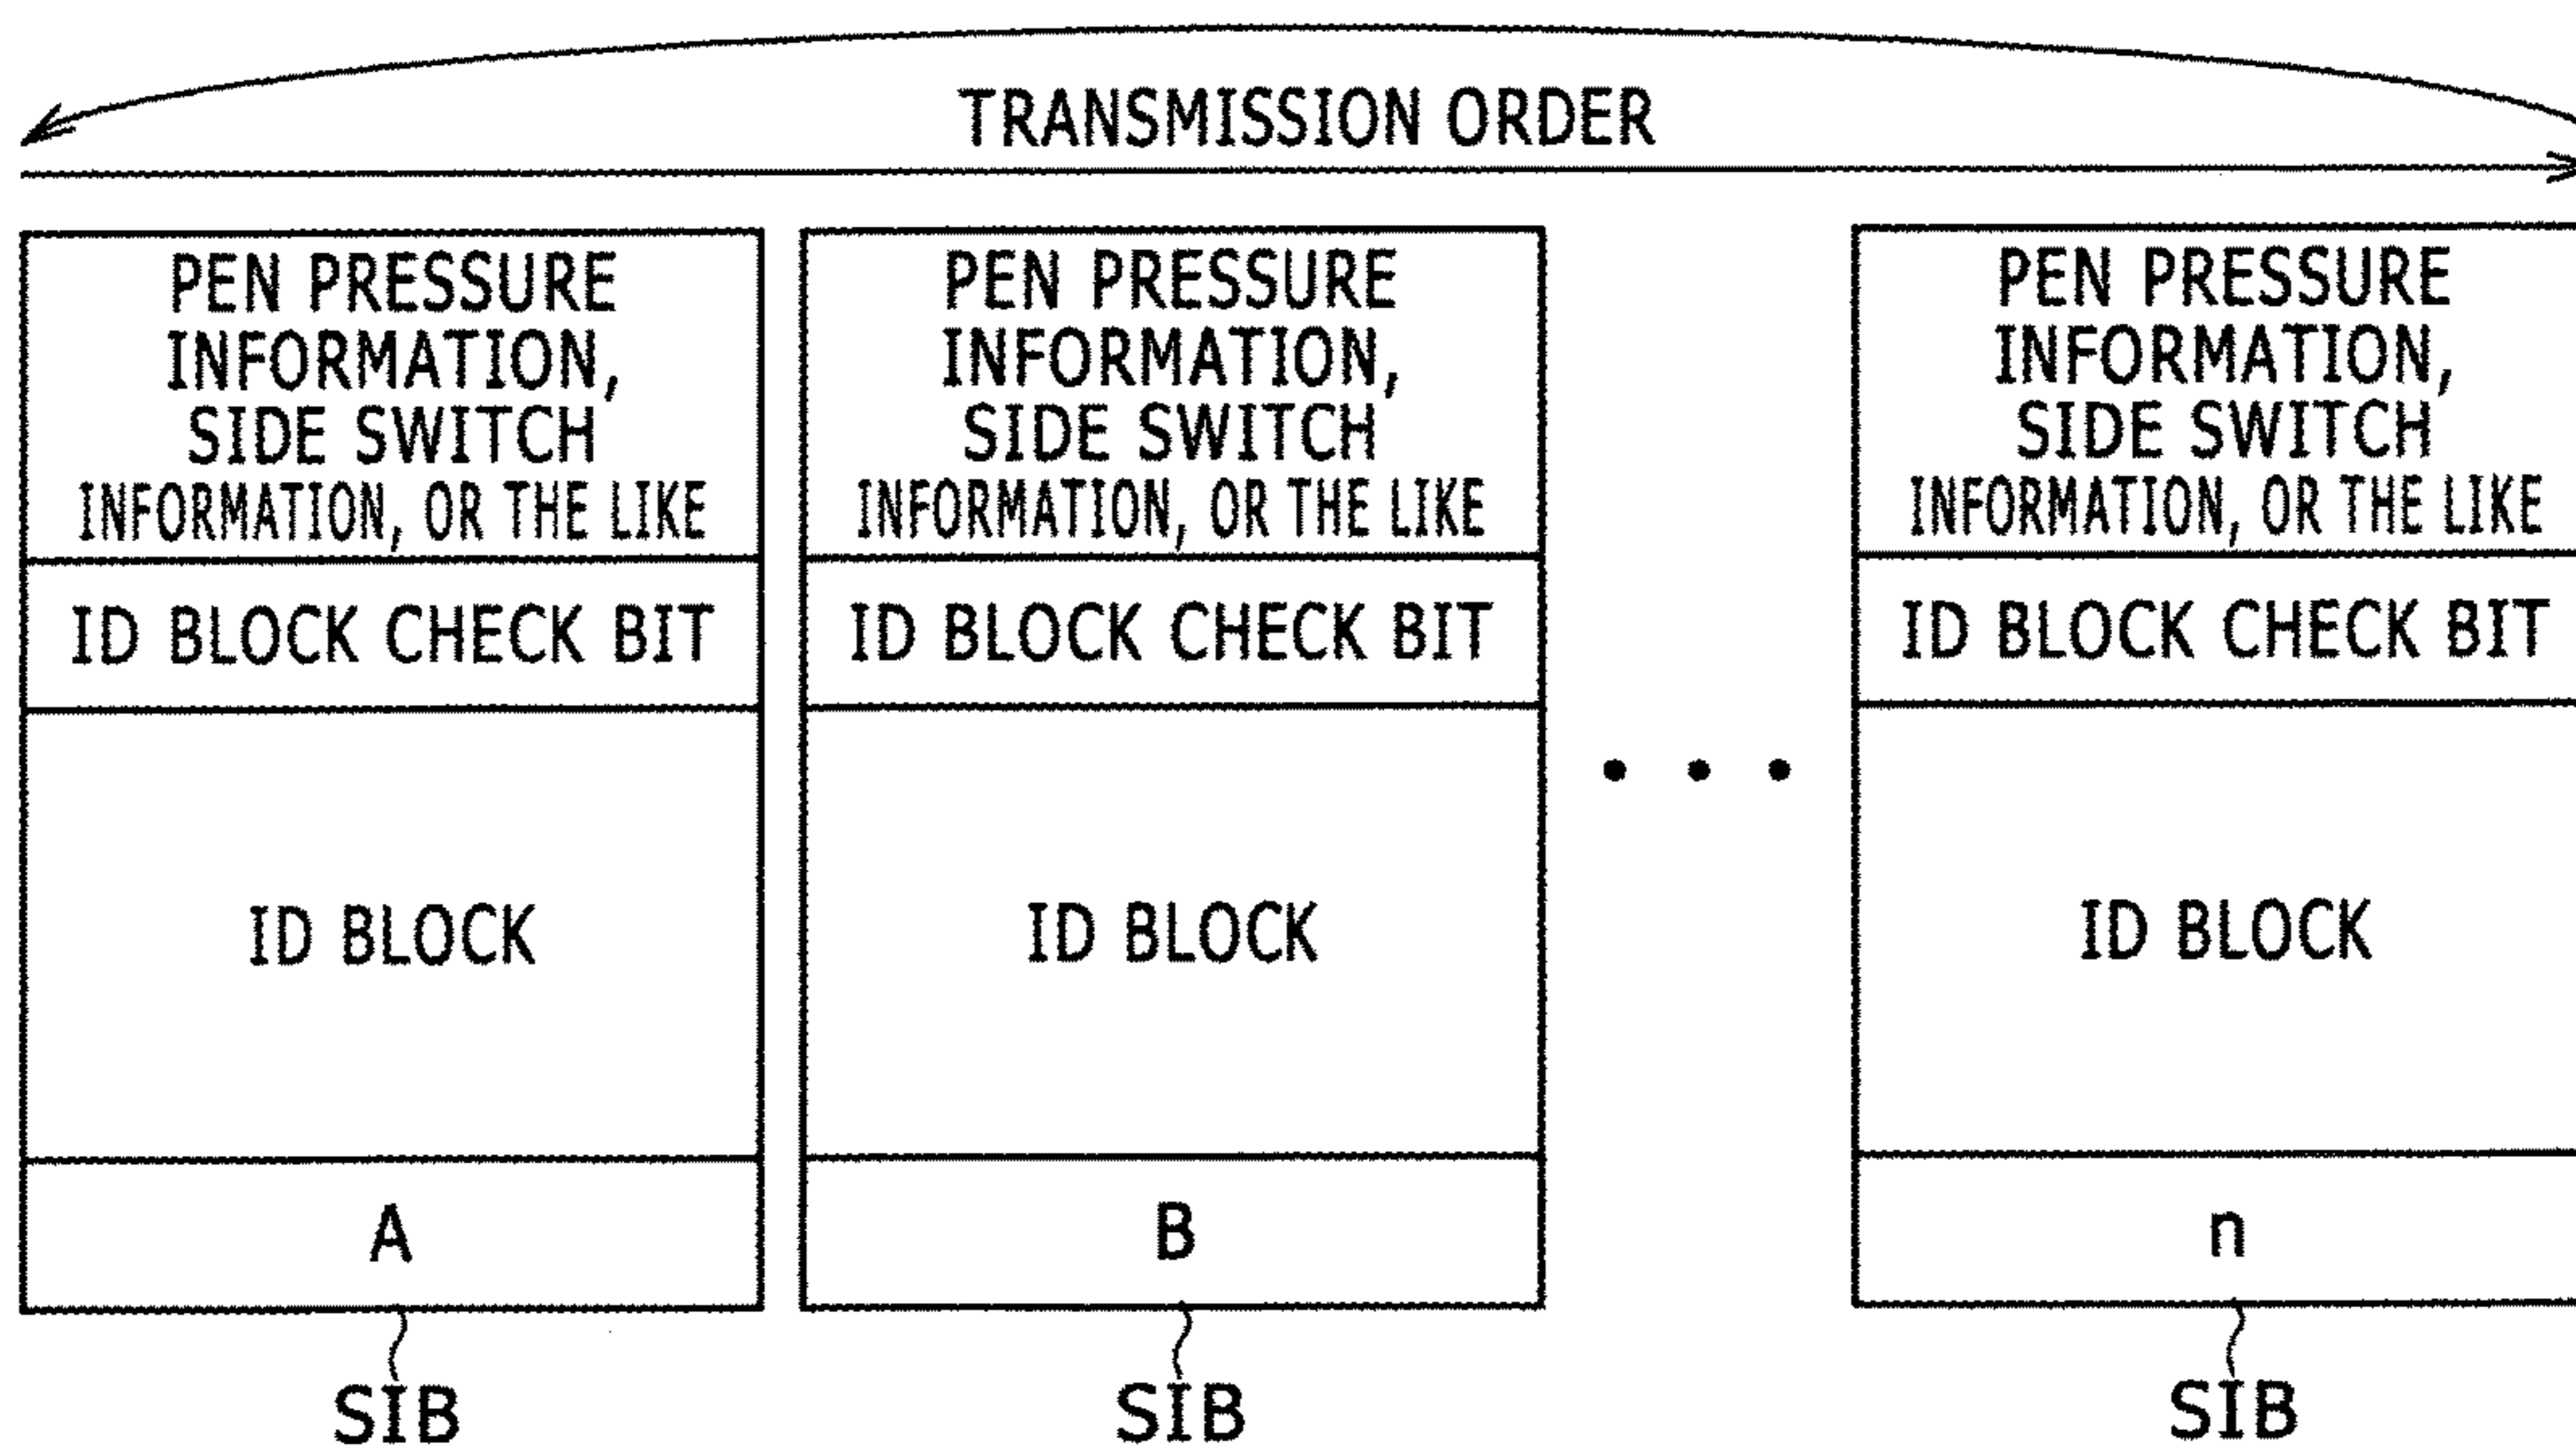 TRANSMISSION ORDER
PEN PRESSURE
INFORMATION,
SIDE SWITCH
INFORMATION, OR THE LIKE
ID BLOCK CHECK BIT
ID BLOCK
A
SIB
PEN PRESSURE
INFORMATION,
SIDE SWITCH
INFORMATION, OR THE LIKE
ID BLOCK CHECK BIT
ID BLOCK
B
SIB
PEN PRESSURE
INFORMATION,
SIDE SWITCH
INFORMATION, OR THE LIKE
ID BLOCK CHECK BIT
ID BLOCK
n
SIB